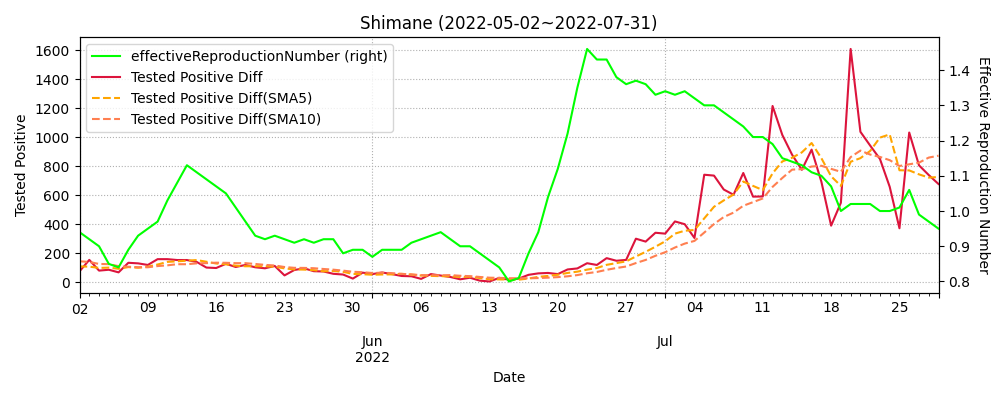 Shimane (2022-05-02~2022-07-31)
effectiveReproductionNumber (right)
Tested Positive Diff
Tested Positive Diff(SMA5)
Tested Positive Diff(SMA10)
Tested Positive
1600
1400
1200
1000
800
600
400
200
0
Effective Reproduction Number
1.4
1.3
1.2
1.1
1.0
0.9
0.8
02 09 16 23 06 13 20 27 04 11 18 25
Jun Jul
2022
Date